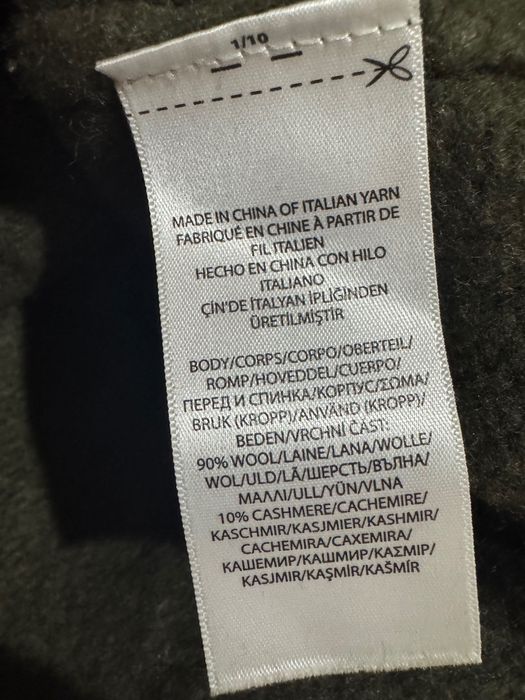 1/10
MADE IN CHINA OF ITALIAN YARN
FABRIQUÉ EN CHINE À PARTIR DE
FIL ITALIEN
HECHO EN CHINA CON HILO
ITALIANO
ÇİN'DE İTALYAN İPLİĞİNDEN
ÜRETİLMİŞTİR
BODY/CORPS/CORPO/OBERTEIL/
ROMP/HOVEDDEL/CUERPO/
ПЕРЕД И СПИНКА/КОРПУС/ΣΩΜΑ/
BRUK (KROPP)/ANVÄND (KROPP)/
BEDEN/VRCHNÍ ČAST:
90% WOOL/LAINE/LANA/WOLLE/
WOL/ULD/LÃ/ШЕРСТЬ/ВЪЛНА/
ΜΑΛΛΙ/ULL/YÜN/VLNA
10% CASHMERE/CACHEMIRE/
KASCHMIR/KASJMIER/KASHMIR/
CACHEMIRA/CAXEMIRA/
КАШЕМИР/КАШМИР/ΚΑΣΜΙΡ/
KASJMIR/KAŞMİR/KAŠMÍR